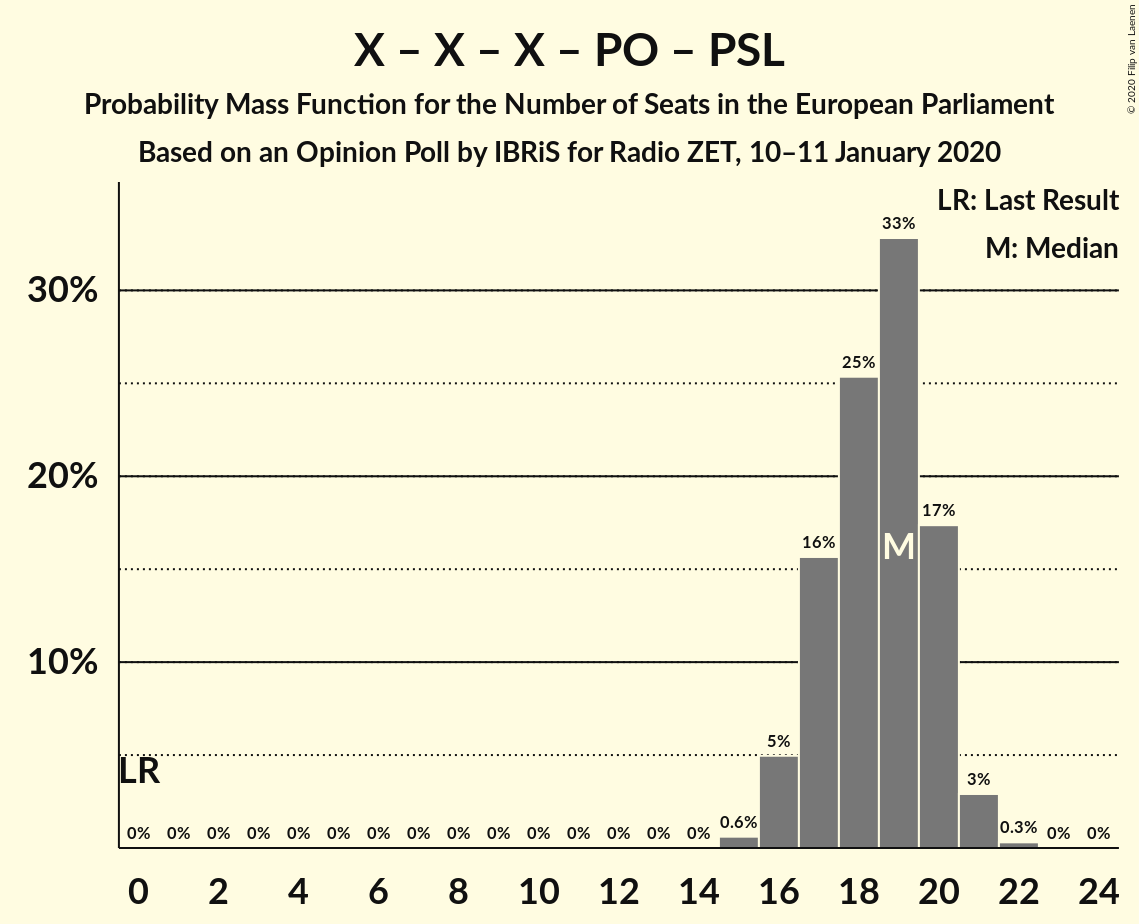 X – X – X – PO – PSL
Probability Mass Function for the Number of Seats in the European Parliament
Based on an Opinion Poll by IBRiS for Radio ZET, 10–11 January 2020
© 2020 Filip van Laenen
LR: Last Result
M: Median
33%
30%
25%
20%
17%
16%
M
10%
5%
LR
3%
0% 0% 0% 0% 0% 0% 0% 0% 0% 0% 0% 0% 0% 0% 0% 0.6% 0.3% 0% 0%
0 2 4 6 8 10 12 14 16 18 20 22 24